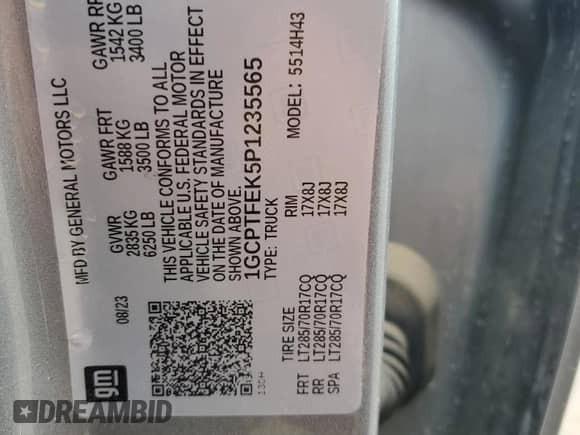 MFD BY GENERAL MOTORS LLC
08/23 GVWR GAWR FRT GAWR RR
2835 KG 1588 KG 1542 KG
6250 LB 3500 LB 3400 LB
THIS VEHICLE CONFORMS TO ALL
APPLICABLE U.S. FEDERAL MOTOR
VEHICLE SAFETY STANDARDS IN EFFECT
ON THE DATE OF MANUFACTURE
SHOWN ABOVE.
1GCPTFEK5P1235565
TYPE: TRUCK 5514H43
TIRE SIZE RIM
FRT LT285/70R17CQ 17X8J
RR LT285/70R17CQ 17X8J
SPA LT285/70R17CQ 17X8J
gm
DREAMBID